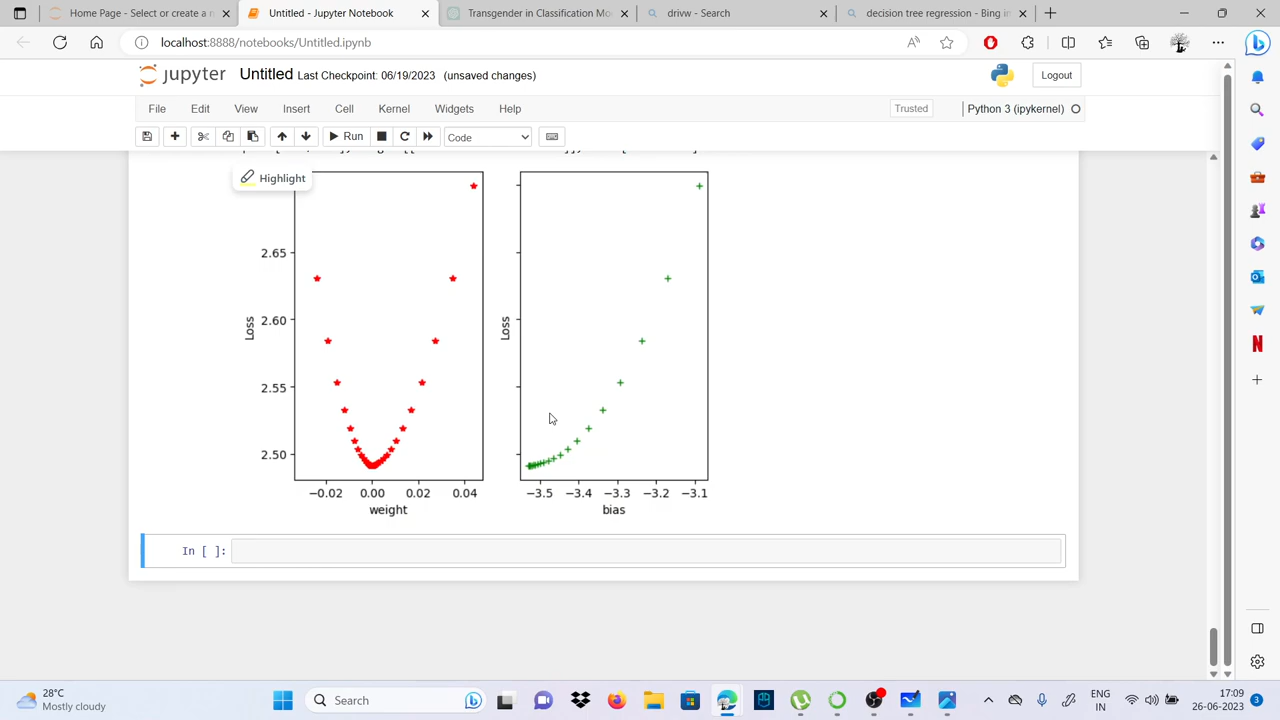 Home Page - Select or create a n
Untitled - Jupyter Notebook
Transgender in Classification Mo
drivw - Search
decision tree regression - Bing in
localhost:8888/notebooks/Untitled.ipynb
jupyter Untitled Last Checkpoint: 06/19/2023 (unsaved changes)
Logout
File Edit View Insert Cell Kernel Widgets Help
Trusted
Python 3 (ipykernel)
Run
Code
Highlight
2.65
2.60
2.55
2.50
Loss
−0.02 0.00 0.02 0.04
weight
Loss
−3.5 −3.4 −3.3 −3.2 −3.1
bias
In [ ]:
28°C
Mostly cloudy
Search
ENG
IN
17:09
26-06-2023
3